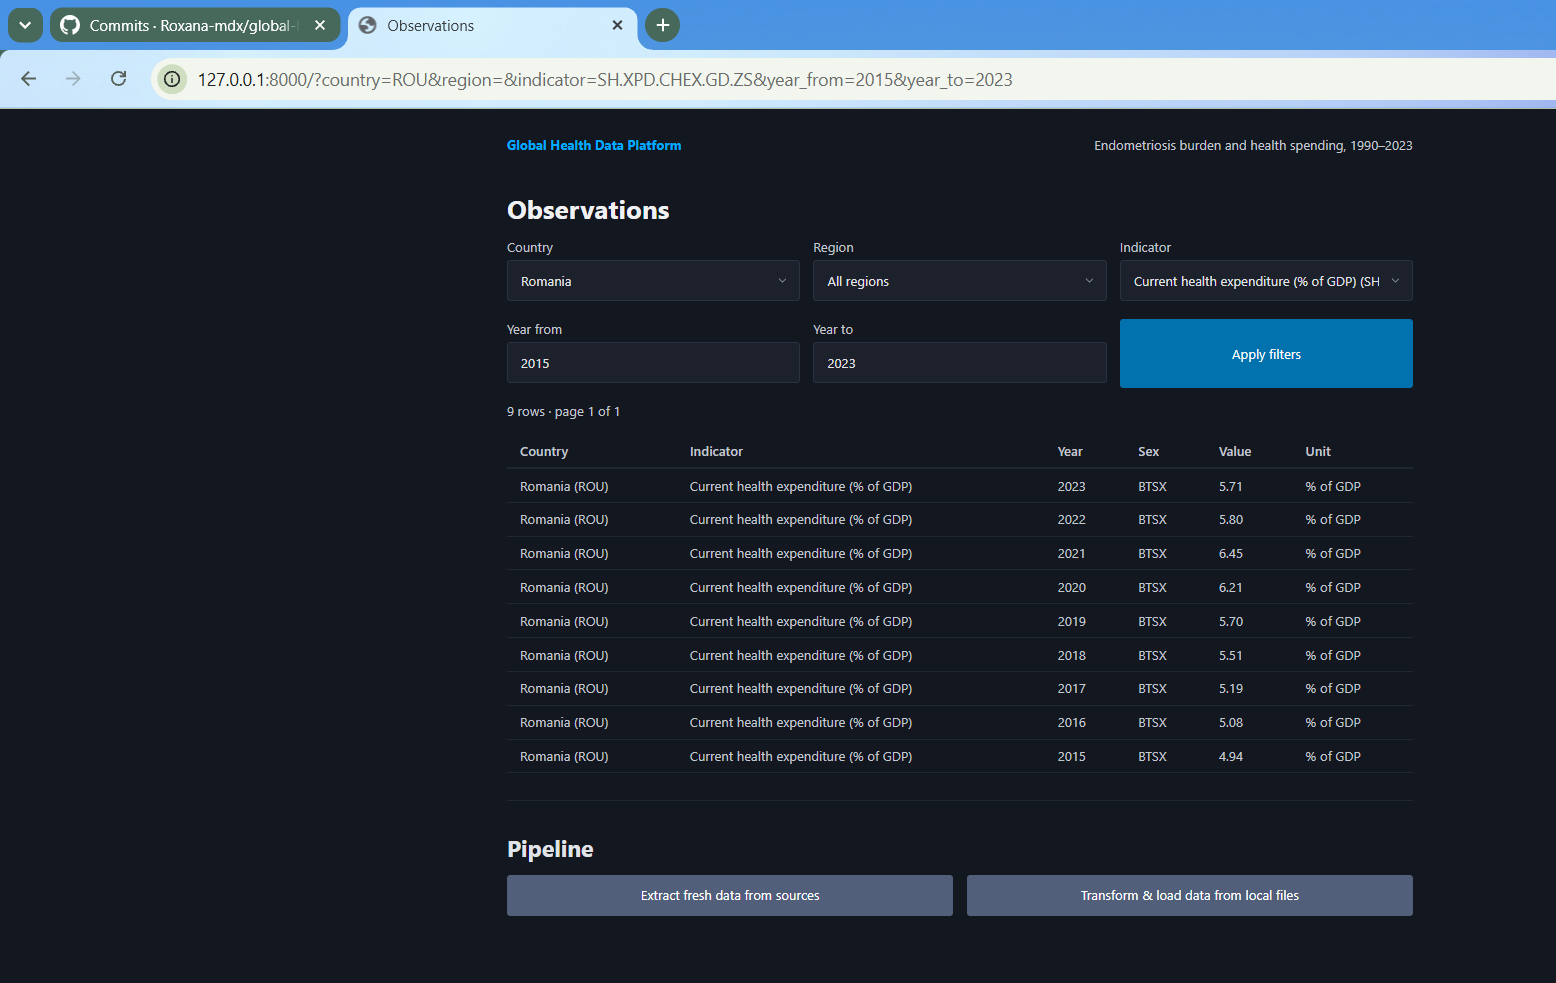 Commits · Roxana-mdx/global-
Observations
127.0.0.1:8000/?country=ROU&region=&indicator=SH.XPD.CHEX.GD.ZS&year_from=2015&year_to=2023
Global Health Data Platform Endometriosis burden and health spending, 1990–2023
Observations
Country Region Indicator
Romania All regions Current health expenditure (% of GDP) (SH
Year from Year to
2015 2023 Apply filters
9 rows · page 1 of 1
Country Indicator Year Sex Value Unit
Romania (ROU) Current health expenditure (% of GDP) 2023 BTSX 5.71 % of GDP
Romania (ROU) Current health expenditure (% of GDP) 2022 BTSX 5.80 % of GDP
Romania (ROU) Current health expenditure (% of GDP) 2021 BTSX 6.45 % of GDP
Romania (ROU) Current health expenditure (% of GDP) 2020 BTSX 6.21 % of GDP
Romania (ROU) Current health expenditure (% of GDP) 2019 BTSX 5.70 % of GDP
Romania (ROU) Current health expenditure (% of GDP) 2018 BTSX 5.51 % of GDP
Romania (ROU) Current health expenditure (% of GDP) 2017 BTSX 5.19 % of GDP
Romania (ROU) Current health expenditure (% of GDP) 2016 BTSX 5.08 % of GDP
Romania (ROU) Current health expenditure (% of GDP) 2015 BTSX 4.94 % of GDP
Pipeline
Extract fresh data from sources Transform & load data from local files